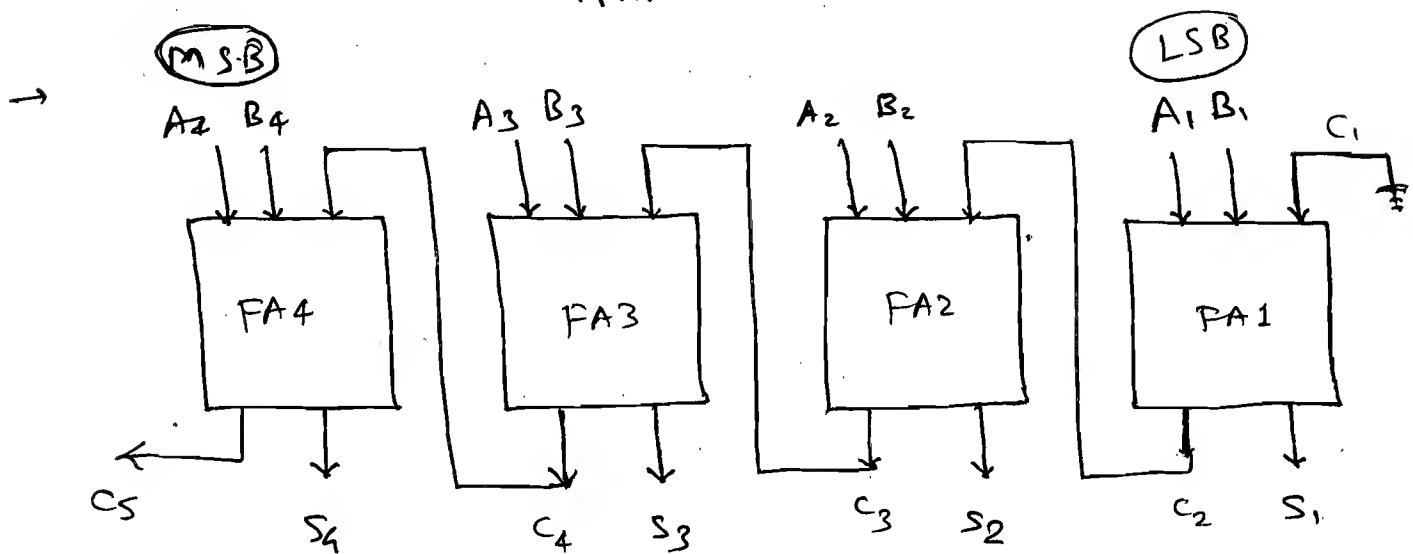 MSB LSB
A4 B4 A3 B3 A2 B2 A1 B1 C1
FA4 FA3 FA2 FA1
C5 S4 C4 S3 C3 S2 C2 S1